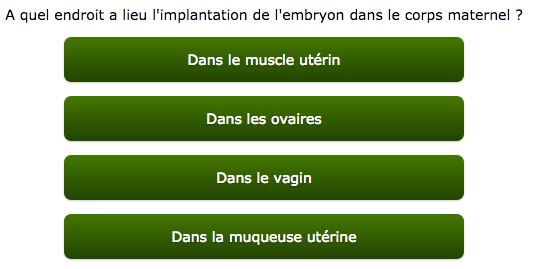 A quel endroit a lieu l'implantation de l'embryon dans le corps maternel ?
Dans le muscle utérin
Dans les ovaires
Dans le vagin
Dans la muqueuse utérine